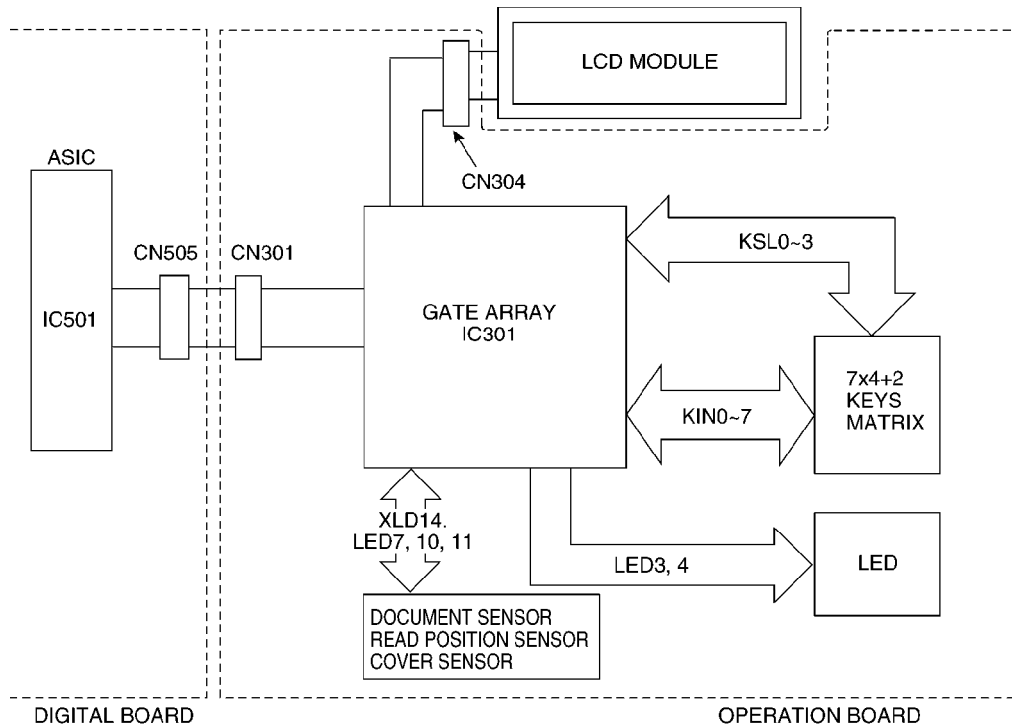 LCD MODULE
ASIC
CN304
CN505
CN301
KSL0~3
IC501
GATE ARRAY
IC301
7x4+2
KEYS
MATRIX
KIN0~7
XLD14.
LED7, 10, 11
LED3, 4
LED
DOCUMENT SENSOR
READ POSITION SENSOR
COVER SENSOR
DIGITAL BOARD
OPERATION BOARD